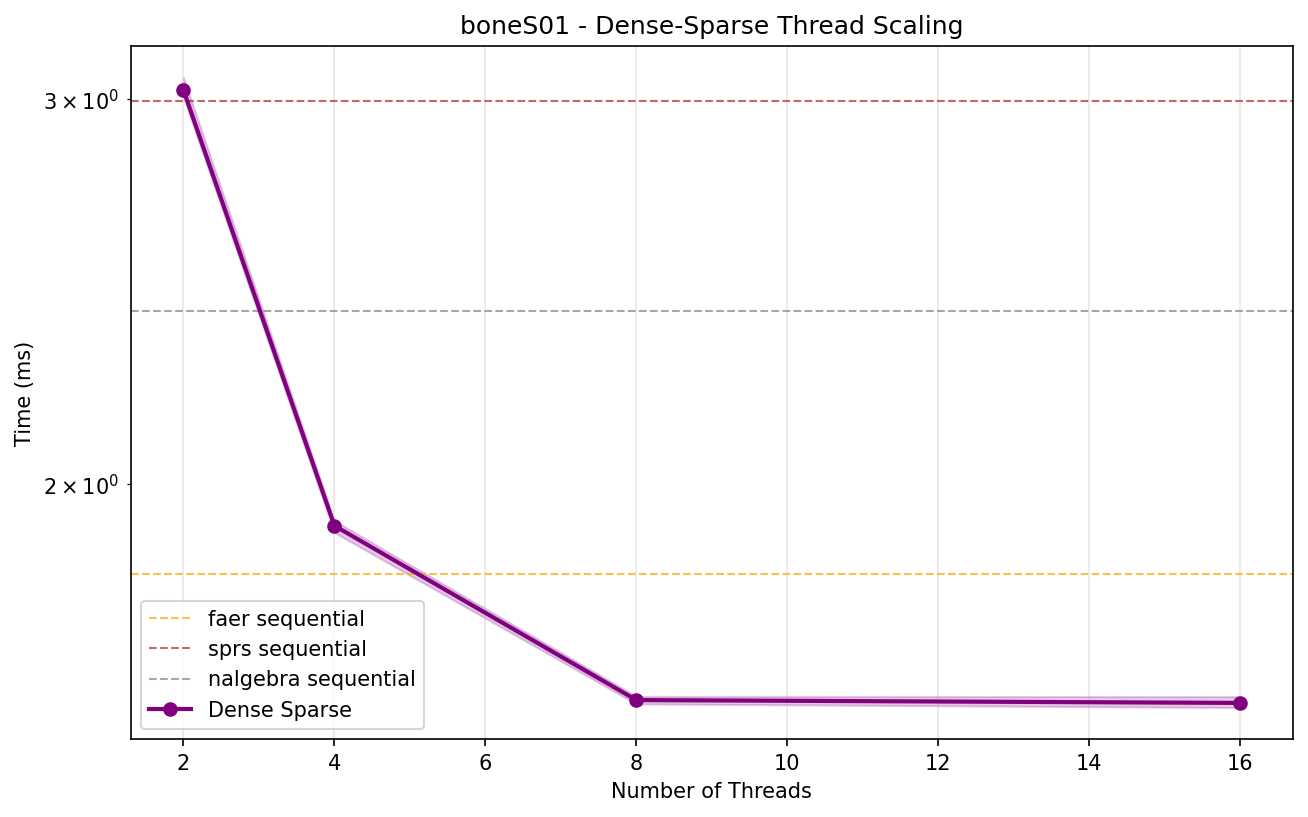 boneS01 - Dense-Sparse Thread Scaling
Time (ms)
3 × 10⁰
2 × 10⁰
faer sequential
sprs sequential
nalgebra sequential
Dense Sparse
2 4 6 8 10 12 14 16
Number of Threads